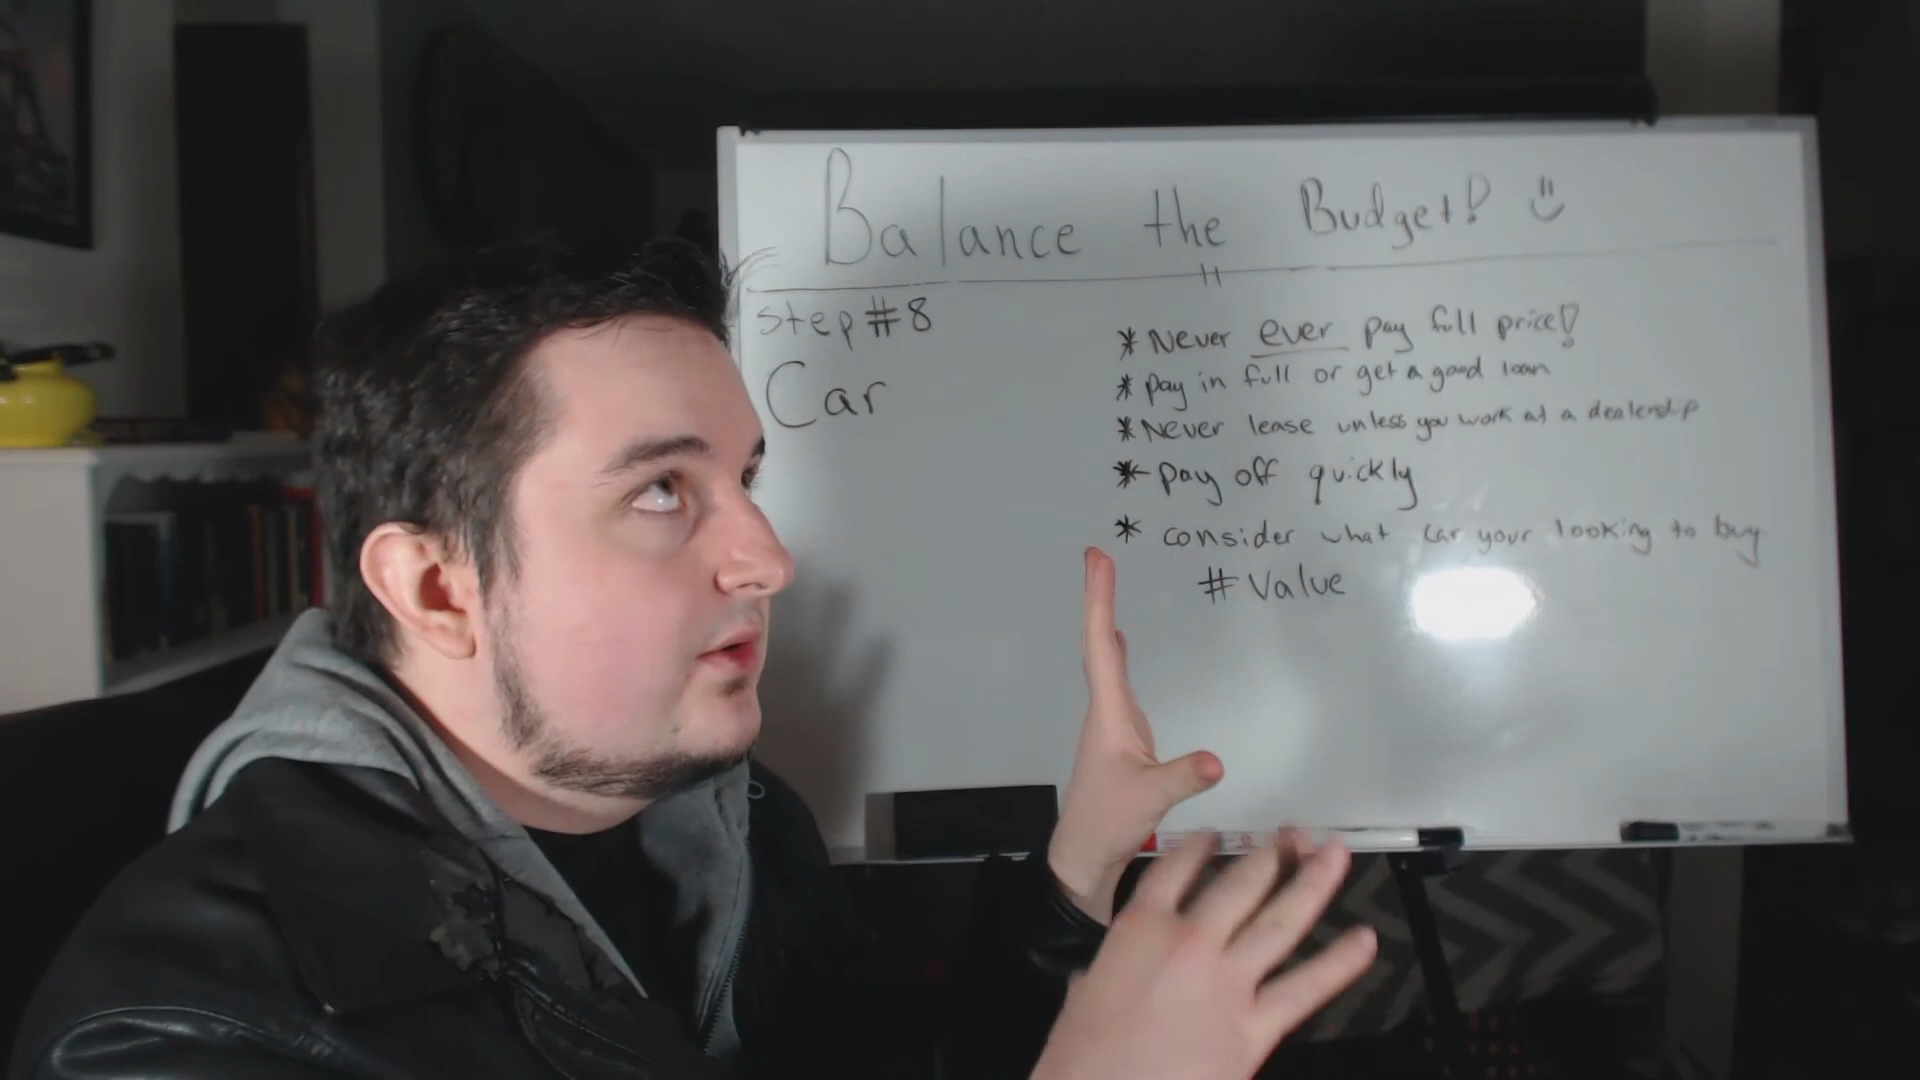 Balance the Budget! ッ
step #8
Car
* Never ever pay full price!
* pay in full or get a good loan
* Never lease unless you work at a dealership
* pay off quickly
* consider what car your looking to buy
# Value